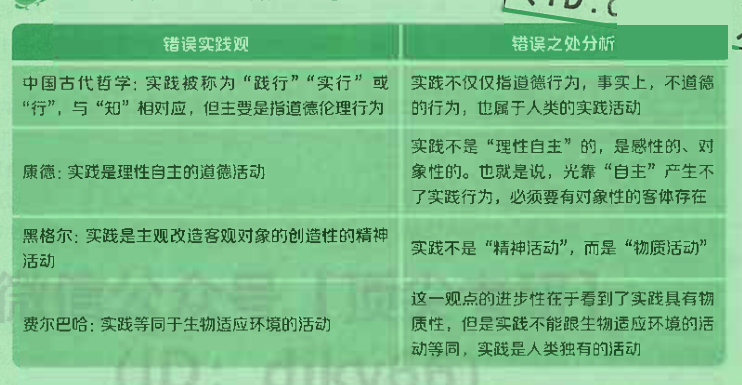 错误实践观
错误之处分析
中国古代哲学：实践被称为“践行”“实行”或
“行”，与“知”相对应，但主要是指道德伦理行为
实践不仅仅指道德行为，事实上，不道德
的行为，也属于人类的实践活动
康德：实践是理性自主的道德活动
实践不是“理性自主”的，是感性的、对
象性的。也就是说，光靠“自主”产生不
了实践行为，必须要有对象性的客体存在
黑格尔：实践是主观改造客观对象的创造性的精神
活动
实践不是“精神活动”，而是“物质活动”
费尔巴哈：实践等同于生物适应环境的活动
这一观点的进步性在于看到了实践具有物
质性，但是实践不能跟生物适应环境的活
动等同，实践是人类独有的活动
微信公众号